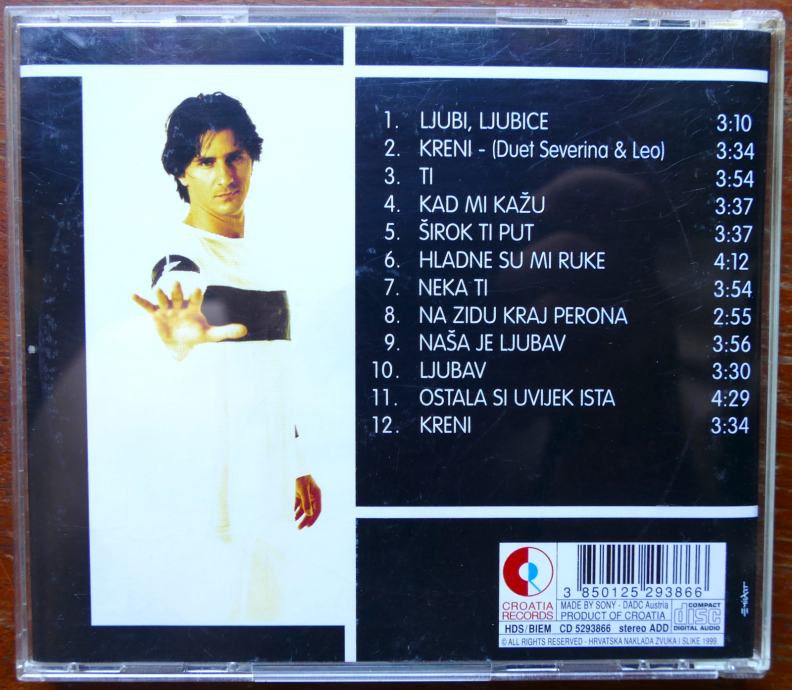 1. LJUBI, LJUBICE 3:10
2. KRENI - (Duet Severina & Leo) 3:34
3. TI 3:54
4. KAD MI KAŽU 3:37
5. ŠIROK TI PUT 3:37
6. HLADNE SU MI RUKE 4:12
7. NEKA TI 3:54
8. NA ZIDU KRAJ PERONA 2:55
9. NAŠA JE LJUBAV 3:56
10. LJUBAV 3:30
11. OSTALA SI UVIJEK ISTA 4:29
12. KRENI 3:34
CROATIA RECORDS
3 850125 293866
MADE BY SONY - DADC Austria
PRODUCT OF CROATIA
COMPACT
disc
DIGITAL AUDIO
HDS/BIEM CD 5293866 stereo ADD
© ALL RIGHTS RESERVED - HRVATSKA NAKLADA ZVUKA I SLIKE 1999